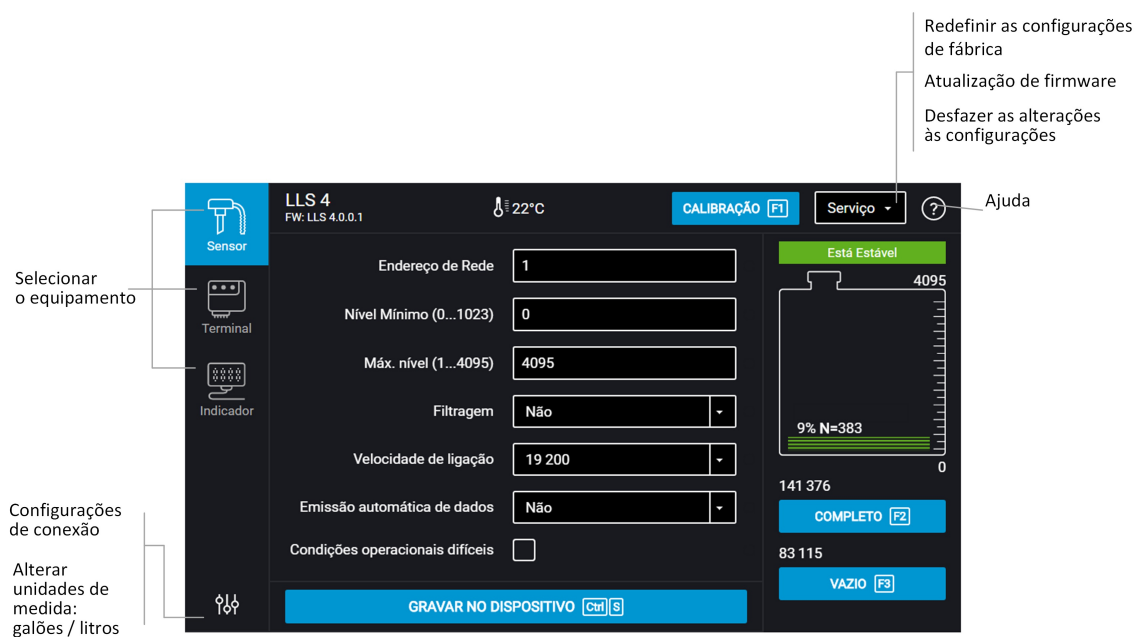 Redefinir as configurações
de fábrica
Atualização de firmware
Desfazer as alterações
às configurações
Ajuda
Selecionar
o equipamento
Configurações
de conexão
Alterar
unidades de
medida:
galões / litros
Sensor
Terminal
Indicador
LLS 4
FW: LLS 4.0.0.1
22°C
CALIBRAÇÃO F1
Serviço
?
Endereço de Rede 1
Nível Mínimo (0...1023) 0
Máx. nível (1...4095) 4095
Filtragem Não
Velocidade de ligação 19 200
Emissão automática de dados Não
Condições operacionais difíceis
GRAVAR NO DISPOSITIVO Ctrl S
Está Estável
4095
9% N=383
0
141 376
COMPLETO F2
83 115
VAZIO F3